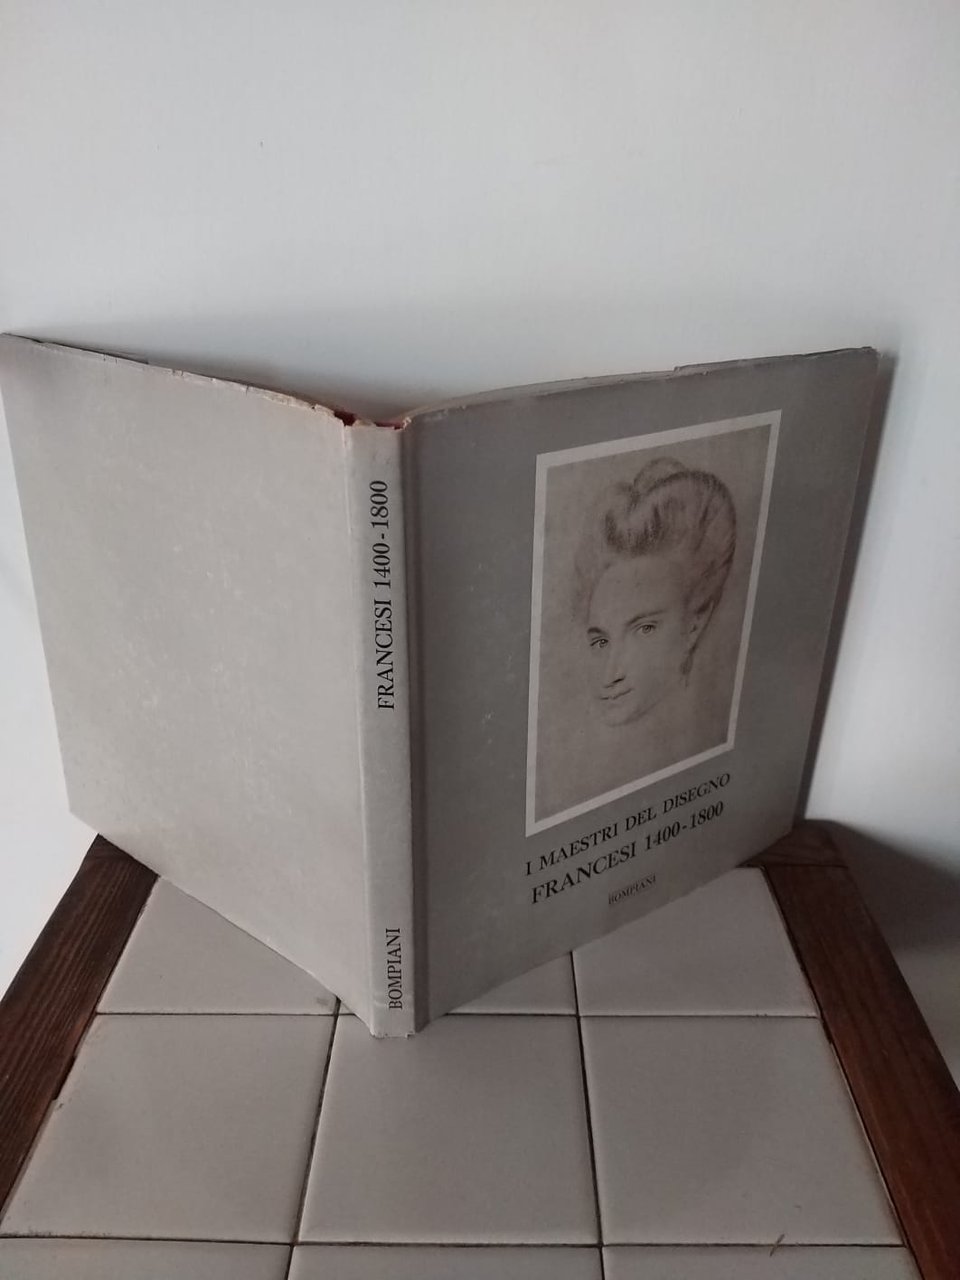 FRANCESI 1400-1800
BOMPIANI
I MAESTRI DEL DISEGNO
FRANCESI 1400-1800
BOMPIANI